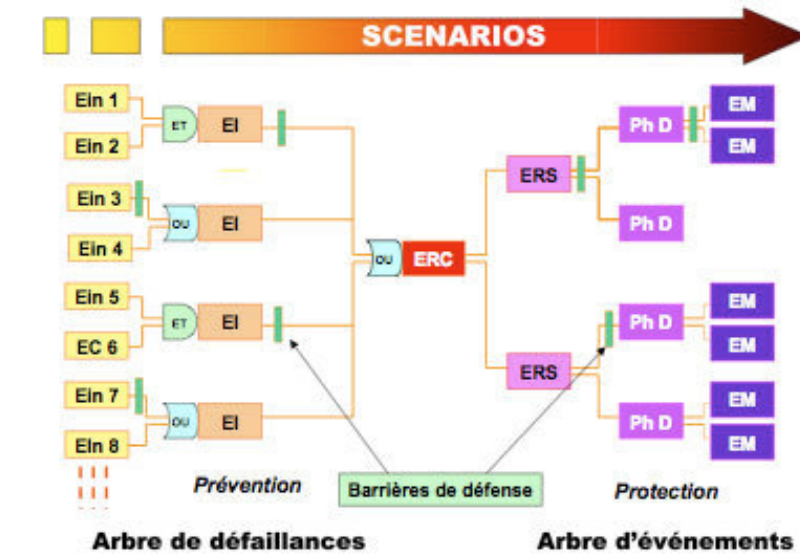 SCENARIOS
Ein 1
Ein 2
ET
EI
Ein 3
Ein 4
OU
EI
Ein 5
EC 6
ET
EI
Ein 7
Ein 8
OU
EI
OU
ERC
ERS
Ph D
EM
EM
Ph D
ERS
Ph D
EM
EM
Ph D
EM
EM
Prévention
Barrières de défense
Protection
Arbre de défaillances
Arbre d'événements